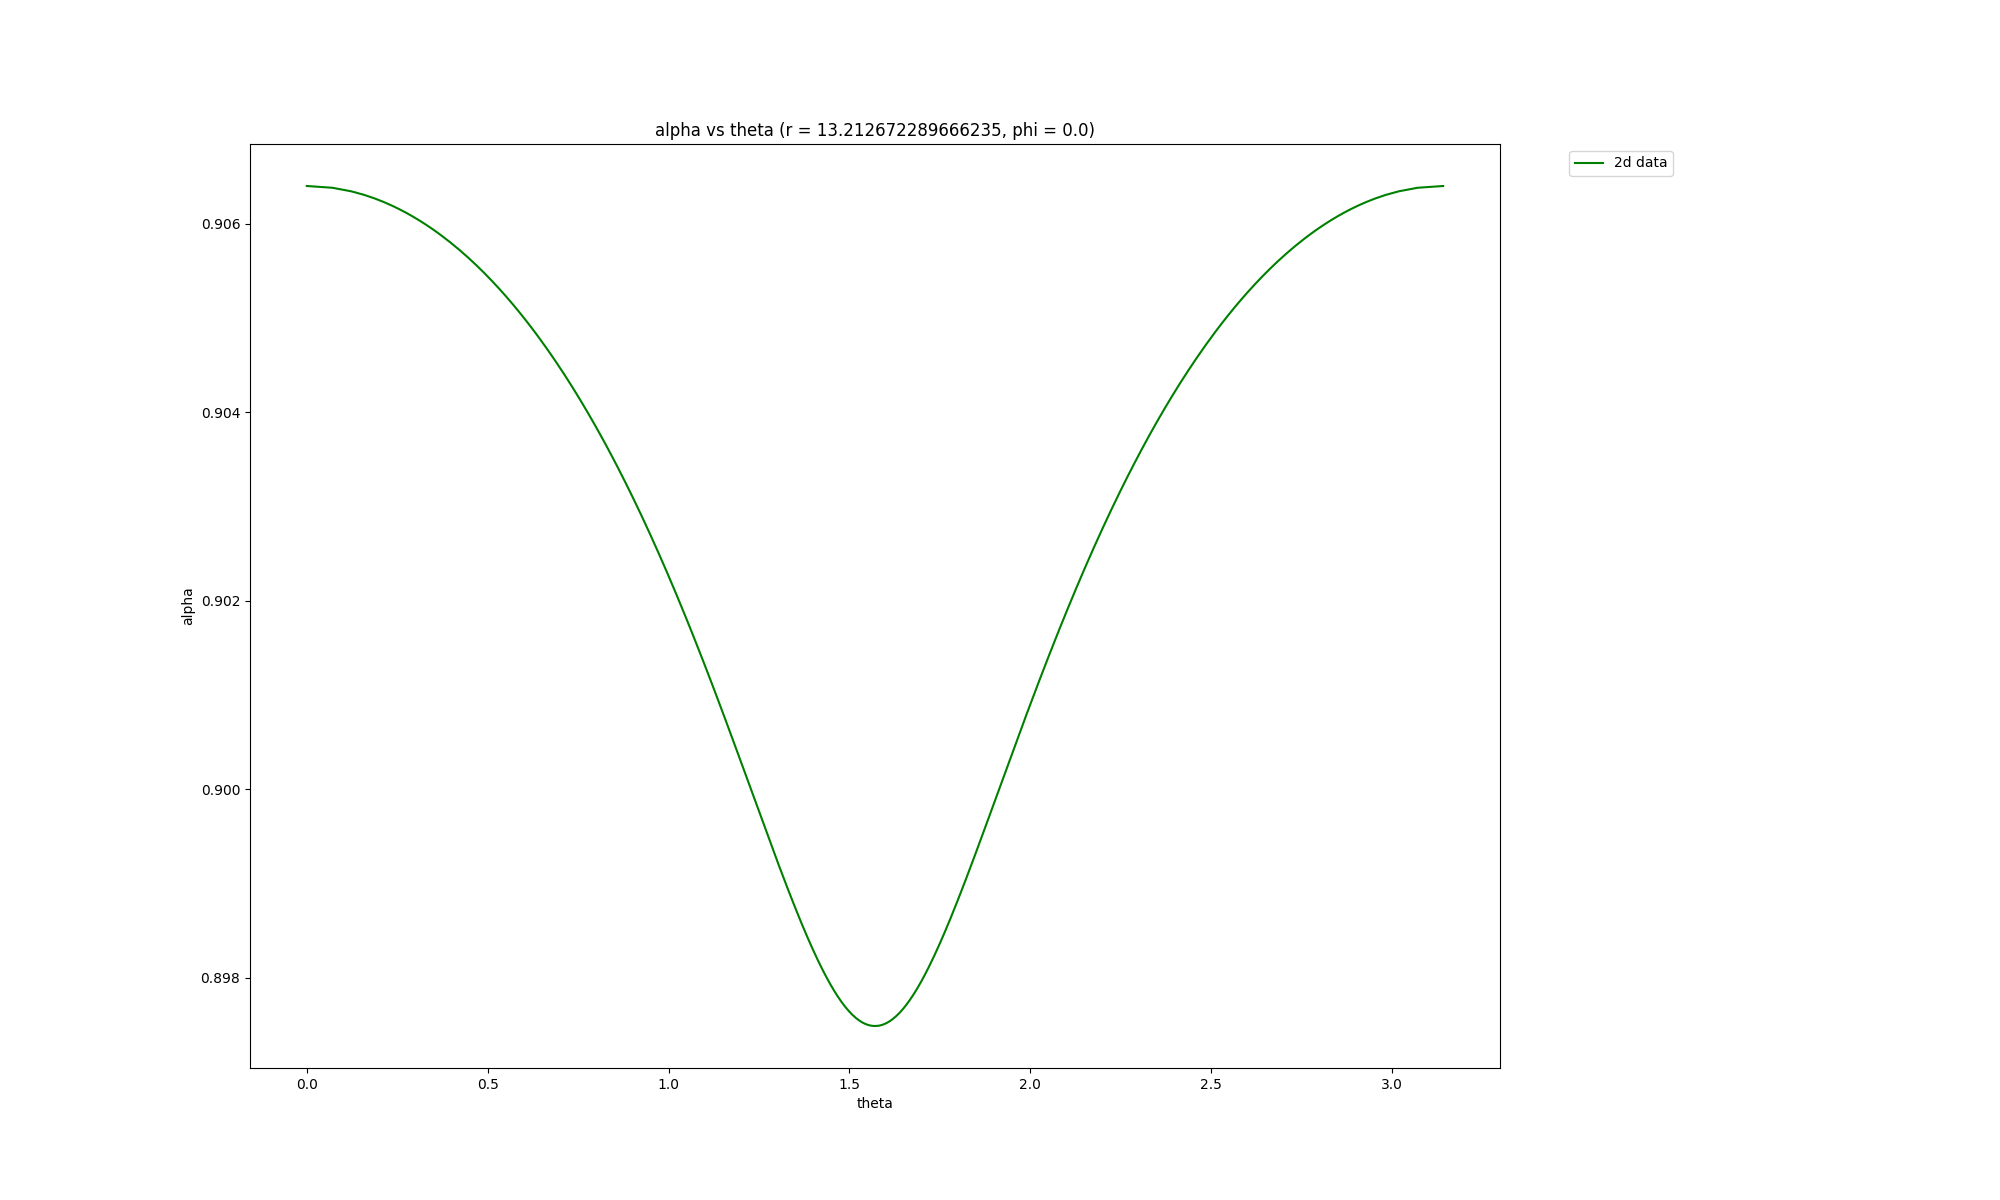 alpha vs theta (r = 13.212672289666235, phi = 0.0)
2d data
0.906
0.904
0.902
0.900
0.898
alpha
0.0 0.5 1.0 1.5 2.0 2.5 3.0
theta